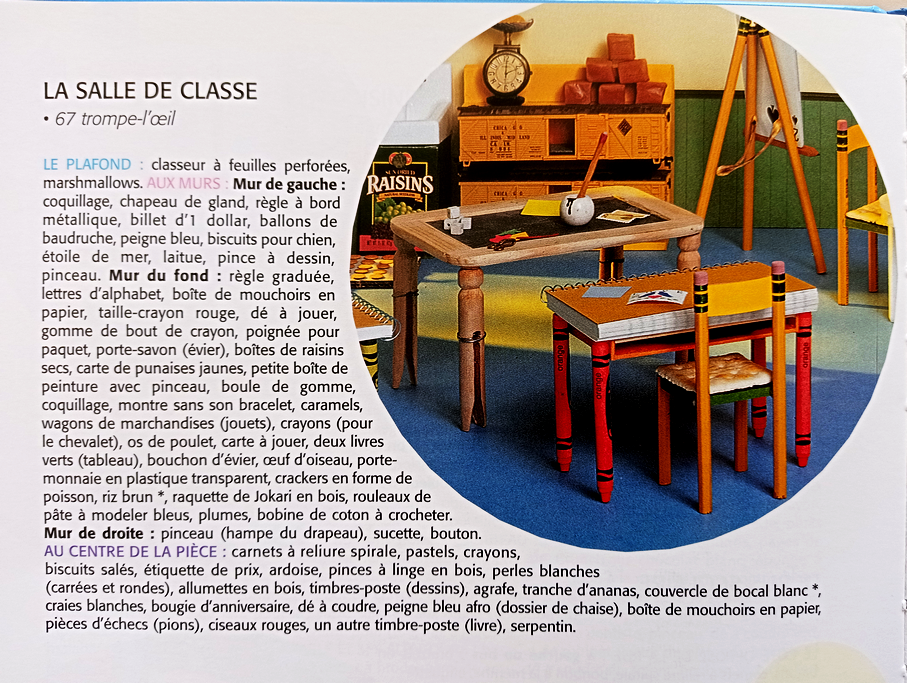 LA SALLE DE CLASSE
• 67 trompe-l'œil
LE PLAFOND : classeur à feuilles perforées,
marshmallows. AUX MURS : Mur de gauche :
coquillage, chapeau de gland, règle à bord
métallique, billet d'1 dollar, ballons de
baudruche, peigne bleu, biscuits pour chien,
étoile de mer, laitue, pince à dessin,
pinceau. Mur du fond : règle graduée,
lettres d'alphabet, boîte de mouchoirs en
papier, taille-crayon rouge, dé à jouer,
gomme de bout de crayon, poignée pour
paquet, porte-savon (évier), boîtes de raisins
secs, carte de punaises jaunes, petite boîte de
peinture avec pinceau, boule de gomme,
coquillage, montre sans son bracelet, caramels,
wagons de marchandises (jouets), crayons (pour
le chevalet), os de poulet, carte à jouer, deux livres
verts (tableau), bouchon d'évier, œuf d'oiseau, porte-
monnaie en plastique transparent, crackers en forme de
poisson, riz brun *, raquette de Jokari en bois, rouleaux de
pâte à modeler bleus, plumes, bobine de coton à crocheter.
Mur de droite : pinceau (hampe du drapeau), sucette, bouton.
AU CENTRE DE LA PIÈCE : carnets à reliure spirale, pastels, crayons,
biscuits salés, étiquette de prix, ardoise, pinces à linge en bois, perles blanches
(carrées et rondes), allumettes en bois, timbres-poste (dessins), agrafe, tranche d'ananas, couvercle de bocal blanc *,
craies blanches, bougie d'anniversaire, dé à coudre, peigne bleu afro (dossier de chaise), boîte de mouchoirs en papier,
pièces d'échecs (pions), ciseaux rouges, un autre timbre-poste (livre), serpentin.
RAISINS
orange